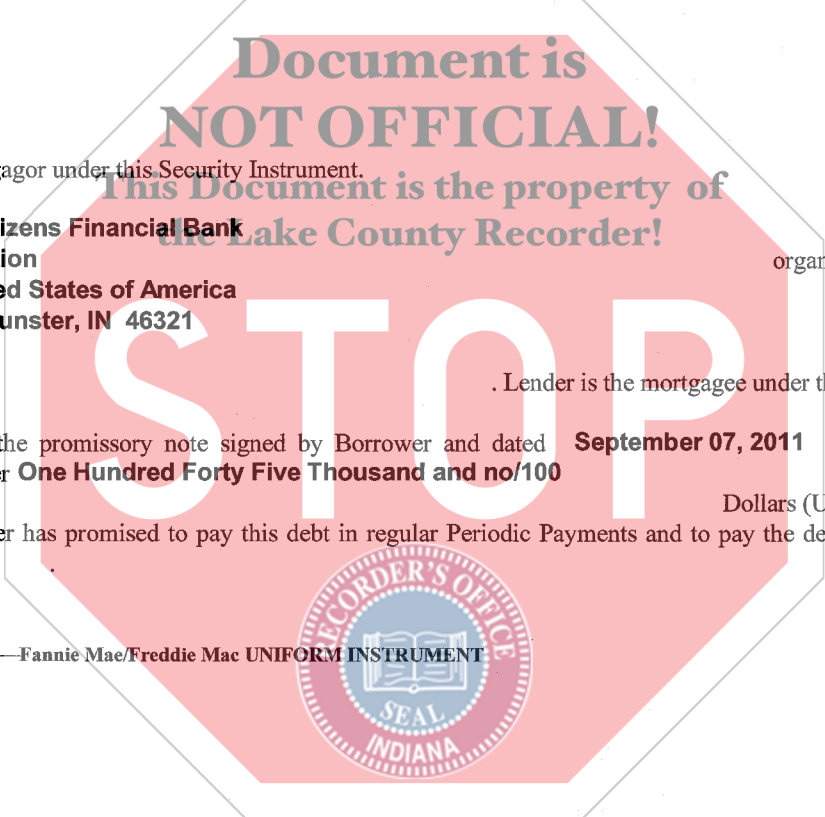 Document is
NOT OFFICIAL!
agor under this Security Instrument.
This Document is the property of
izens Financial Bank
the Lake County Recorder!
ion
organ
ed States of America
unster, IN 46321
STOP
. Lender is the mortgagee under th
the promissory note signed by Borrower and dated September 07, 2011
r One Hundred Forty Five Thousand and no/100
Dollars (U
er has promised to pay this debt in regular Periodic Payments and to pay the de
.
RECORDER'S OFFICE
—Fannie Mae/Freddie Mac UNIFORM INSTRUMENT
SEAL
INDIANA